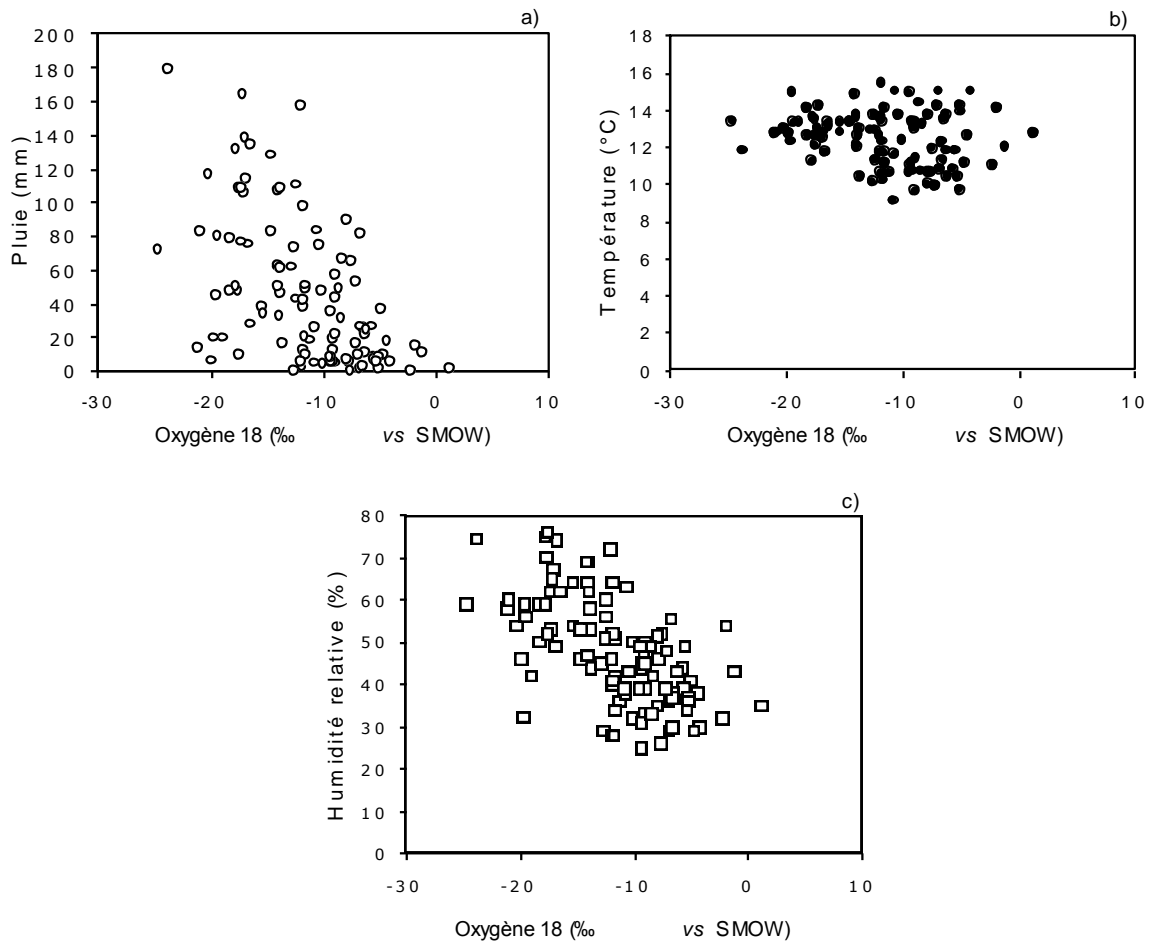 a)
200
180
160
140
120
100
80
60
40
20
0
Pluie (mm)
-30 -20 -10 0 10
Oxygène 18 (‰ vs SMOW)
b)
18
16
14
12
10
8
6
4
2
0
Température (°C)
-30 -20 -10 0 10
Oxygène 18 (‰ vs SMOW)
c)
80
70
60
50
40
30
20
10
0
Humidité relative (%)
-30 -20 -10 0 10
Oxygène 18 (‰ vs SMOW)